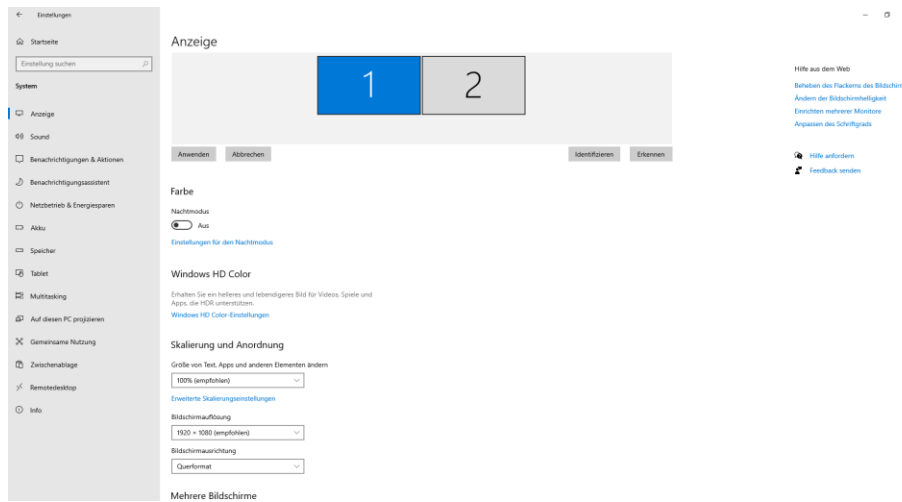 Einstellungen
Startseite
Einstellung suchen
System
Anzeige
Sound
Benachrichtigungen & Aktionen
Benachrichtigungsassistent
Netzbetrieb & Energiesparen
Akku
Speicher
Tablet
Multitasking
Auf diesen PC projizieren
Gemeinsame Nutzung
Zwischenablage
Remotedesktop
Info
Anzeige
1
2
Anwenden
Abbrechen
Identifizieren
Erkennen
Farbe
Nachtmodus
Aus
Einstellungen für den Nachtmodus
Windows HD Color
Erhalten Sie ein helleres und lebendigeres Bild für Videos, Spiele und
Apps, die HDR unterstützen.
Windows HD Color-Einstellungen
Skalierung und Anordnung
Größe von Text, Apps und anderen Elementen ändern
100% (empfohlen)
Erweiterte Skalierungseinstellungen
Bildschirmauflösung
1920 × 1080 (empfohlen)
Bildschirmausrichtung
Querformat
Mehrere Bildschirme
Hilfe aus dem Web
Beheben des Flackerns des Bildschirm
Ändern der Bildschirmhelligkeit
Einrichten mehrerer Monitore
Anpassen des Schriftgrads
Hilfe anfordern
Feedback senden